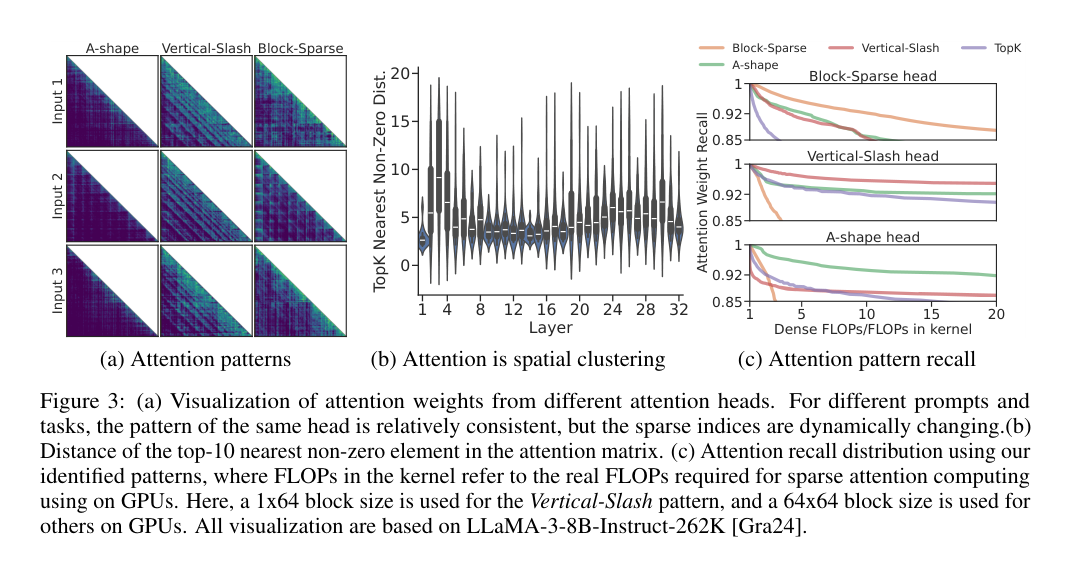 A-shape Vertical-Slash Block-Sparse
Input 1
Input 2
Input 3
(a) Attention patterns
TopK Nearest Non-Zero Dist.
20
15
10
5
0
1 4 8 12 16 20 24 28 32
Layer
(b) Attention is spatial clustering
Block-Sparse Vertical-Slash TopK
A-shape
Attention Weight Recall
Block-Sparse head
1
0.92
0.85
Vertical-Slash head
1
0.92
0.85
A-shape head
1
0.92
0.85
1 5 10 15 20
Dense FLOPs/FLOPs in kernel
(c) Attention pattern recall
Figure 3: (a) Visualization of attention weights from different attention heads. For different prompts and
tasks, the pattern of the same head is relatively consistent, but the sparse indices are dynamically changing.(b)
Distance of the top-10 nearest non-zero element in the attention matrix. (c) Attention recall distribution using our
identified patterns, where FLOPs in the kernel refer to the real FLOPs required for sparse attention computing
using on GPUs. Here, a 1x64 block size is used for the Vertical-Slash pattern, and a 64x64 block size is used for
others on GPUs. All visualization are based on LLaMA-3-8B-Instruct-262K [Gra24].